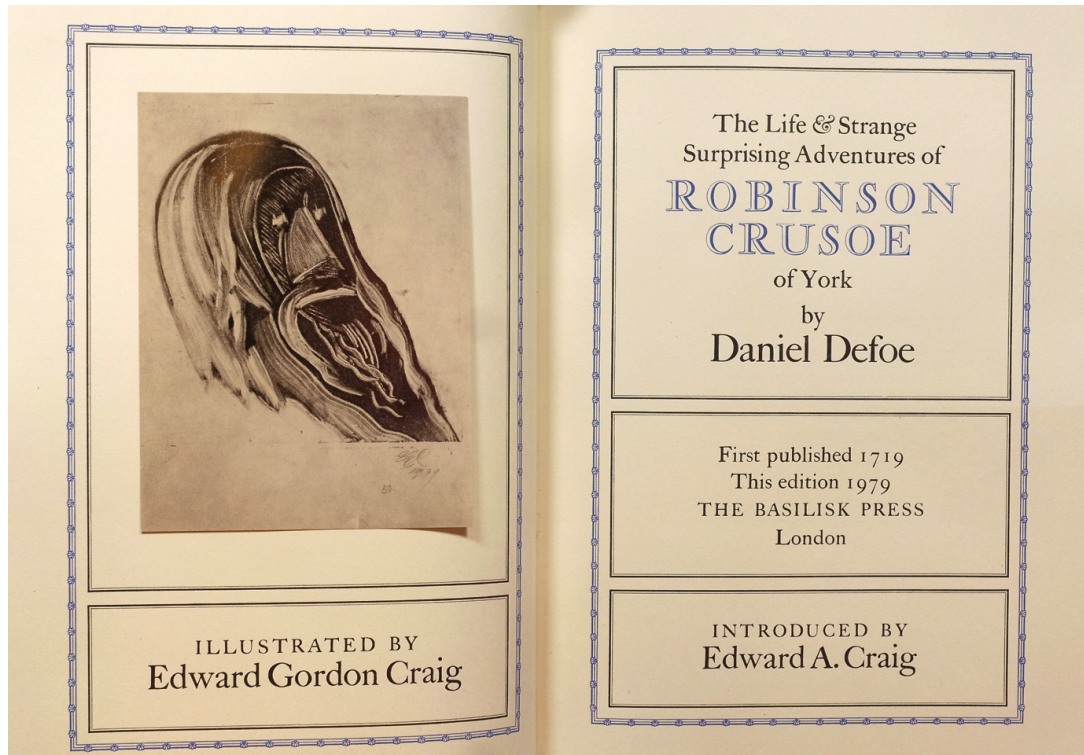 ILLUSTRATED BY
Edward Gordon Craig
The Life & Strange
Surprising Adventures of
ROBINSON
CRUSOE
of York
by
Daniel Defoe
First published 1719
This edition 1979
THE BASILISK PRESS
London
INTRODUCED BY
Edward A. Craig